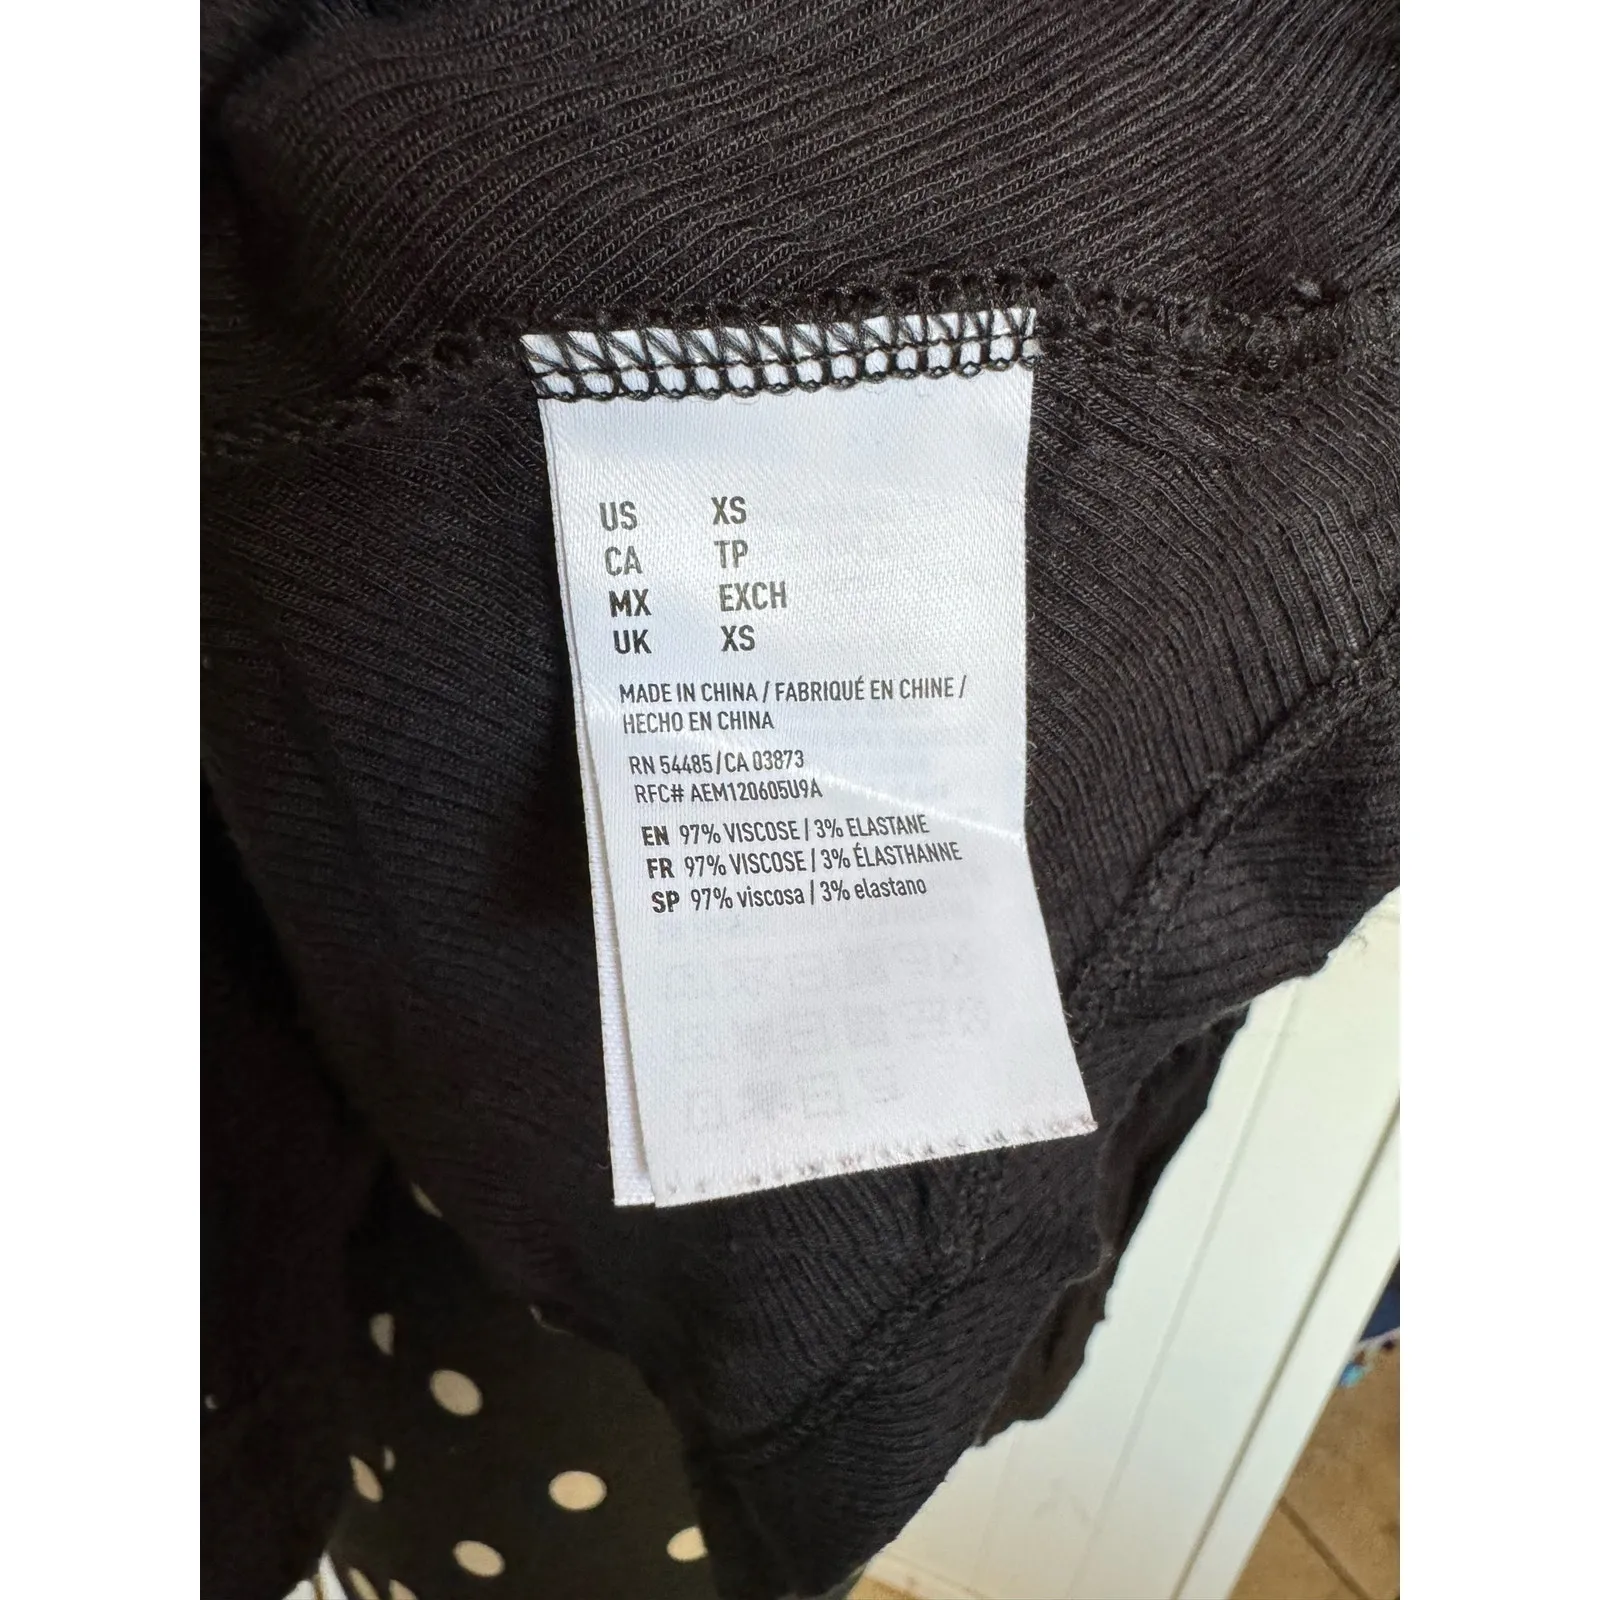 US XS
CA TP
MX EXCH
UK XS
MADE IN CHINA / FABRIQUÉ EN CHINE /
HECHO EN CHINA
RN 54485/CA 03873
RFC# AEM120605U9A
EN 97% VISCOSE / 3% ELASTANE
FR 97% VISCOSE / 3% ÉLASTHANNE
SP 97% viscosa / 3% elastano